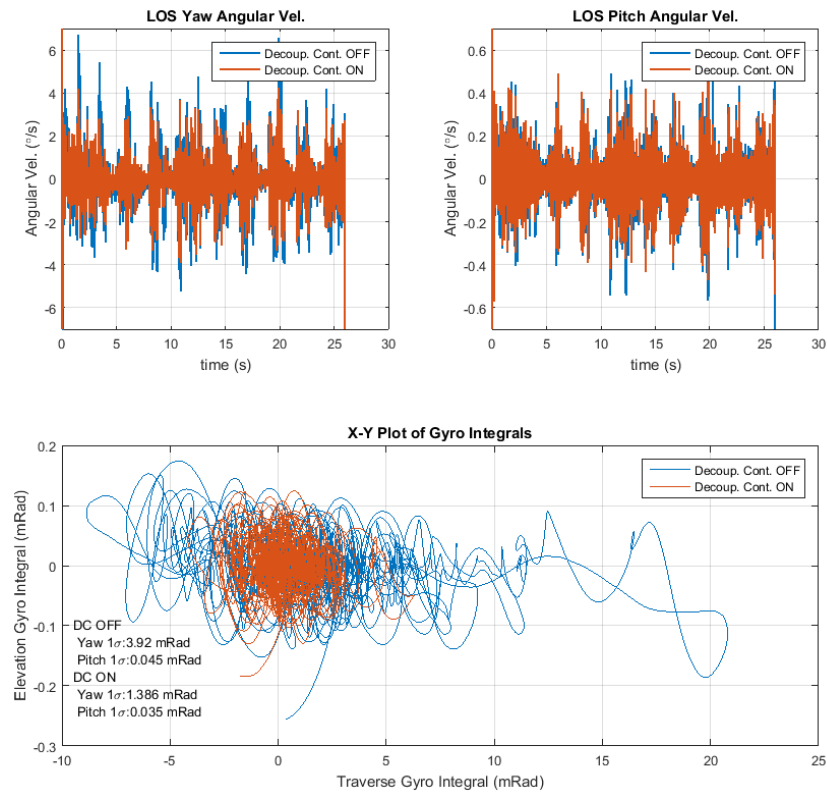 LOS Yaw Angular Vel.
Angular Vel. (°/s)
6
4
2
0
-2
-4
-6
Decoup. Cont. OFF
Decoup. Cont. ON
0
5
10
15
20
25
30
time (s)
LOS Pitch Angular Vel.
Angular Vel. (°/s)
0.6
0.4
0.2
0
-0.2
-0.4
-0.6
Decoup. Cont. OFF
Decoup. Cont. ON
0
10
20
30
time (s)
X-Y Plot of Gyro Integrals
Elevation Gyro Integral (mRad)
0.2
0.1
0
-0.1
-0.2
-0.3
Decoup. Cont. OFF
Decoup. Cont. ON
DC OFF
Yaw 1σ:3.92 mRad
Pitch 1σ:0.045 mRad
DC ON
Yaw 1σ:1.386 mRad
Pitch 1σ:0.035 mRad
-10
-5
0
5
10
15
20
25
Traverse Gyro Integral (mRad)